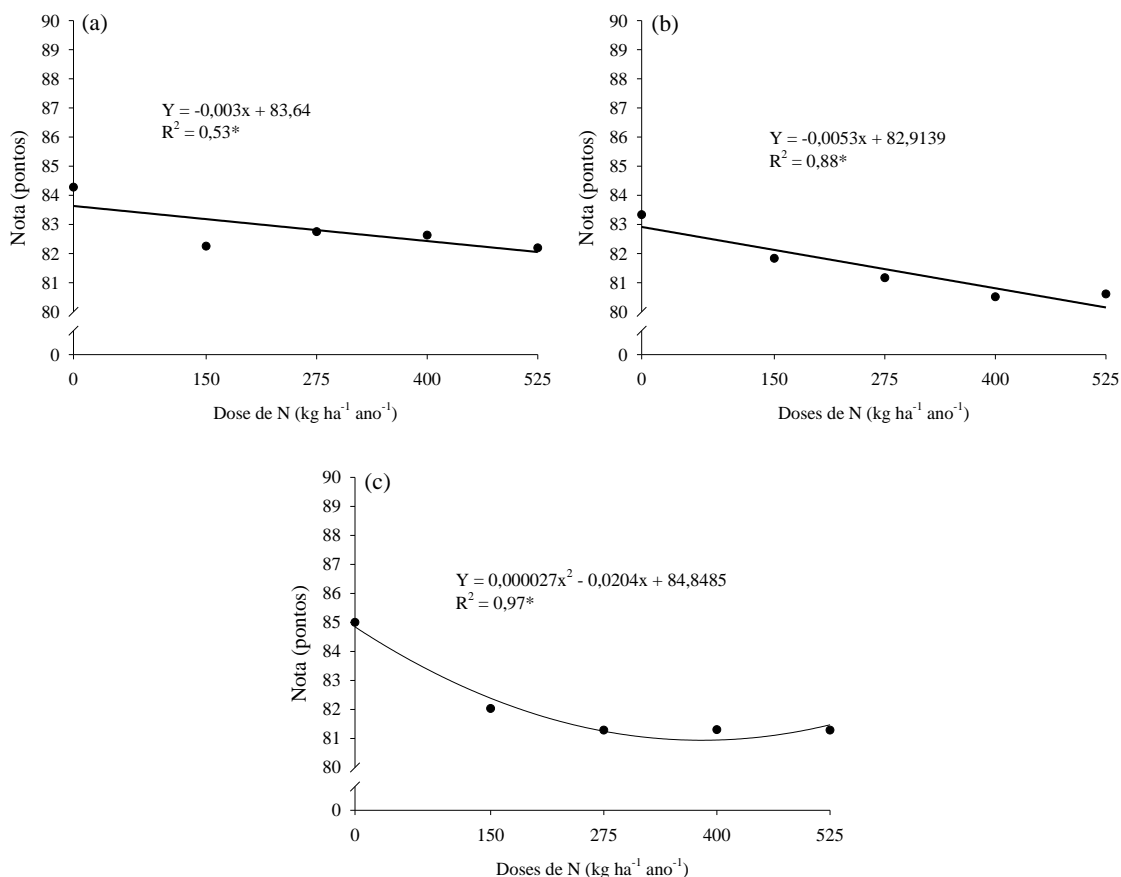 (a)
90
89
88
87
86
85
84
83
82
81
80
0
Nota (pontos)
Y = -0,003x + 83,64
R² = 0,53*
0 150 275 400 525
Dose de N (kg ha⁻¹ ano⁻¹)
(b)
90
89
88
87
86
85
84
83
82
81
80
0
Nota (pontos)
Y = -0,0053x + 82,9139
R² = 0,88*
0 150 275 400 525
Doses de N (kg ha⁻¹ ano⁻¹)
(c)
90
89
88
87
86
85
84
83
82
81
80
0
Nota (pontos)
Y = 0,000027x² - 0,0204x + 84,8485
R² = 0,97*
0 150 275 400 525
Doses de N (kg ha⁻¹ ano⁻¹)